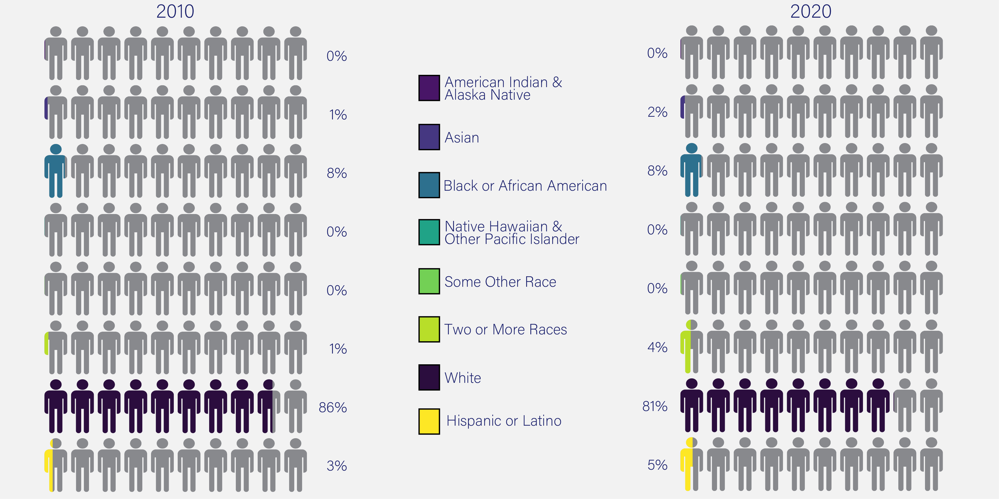 2010
0%
1%
8%
0%
0%
1%
86%
3%
American Indian &
Alaska Native
Asian
Black or African American
Native Hawaiian &
Other Pacific Islander
Some Other Race
Two or More Races
White
Hispanic or Latino
2020
0%
2%
8%
0%
0%
4%
81%
5%